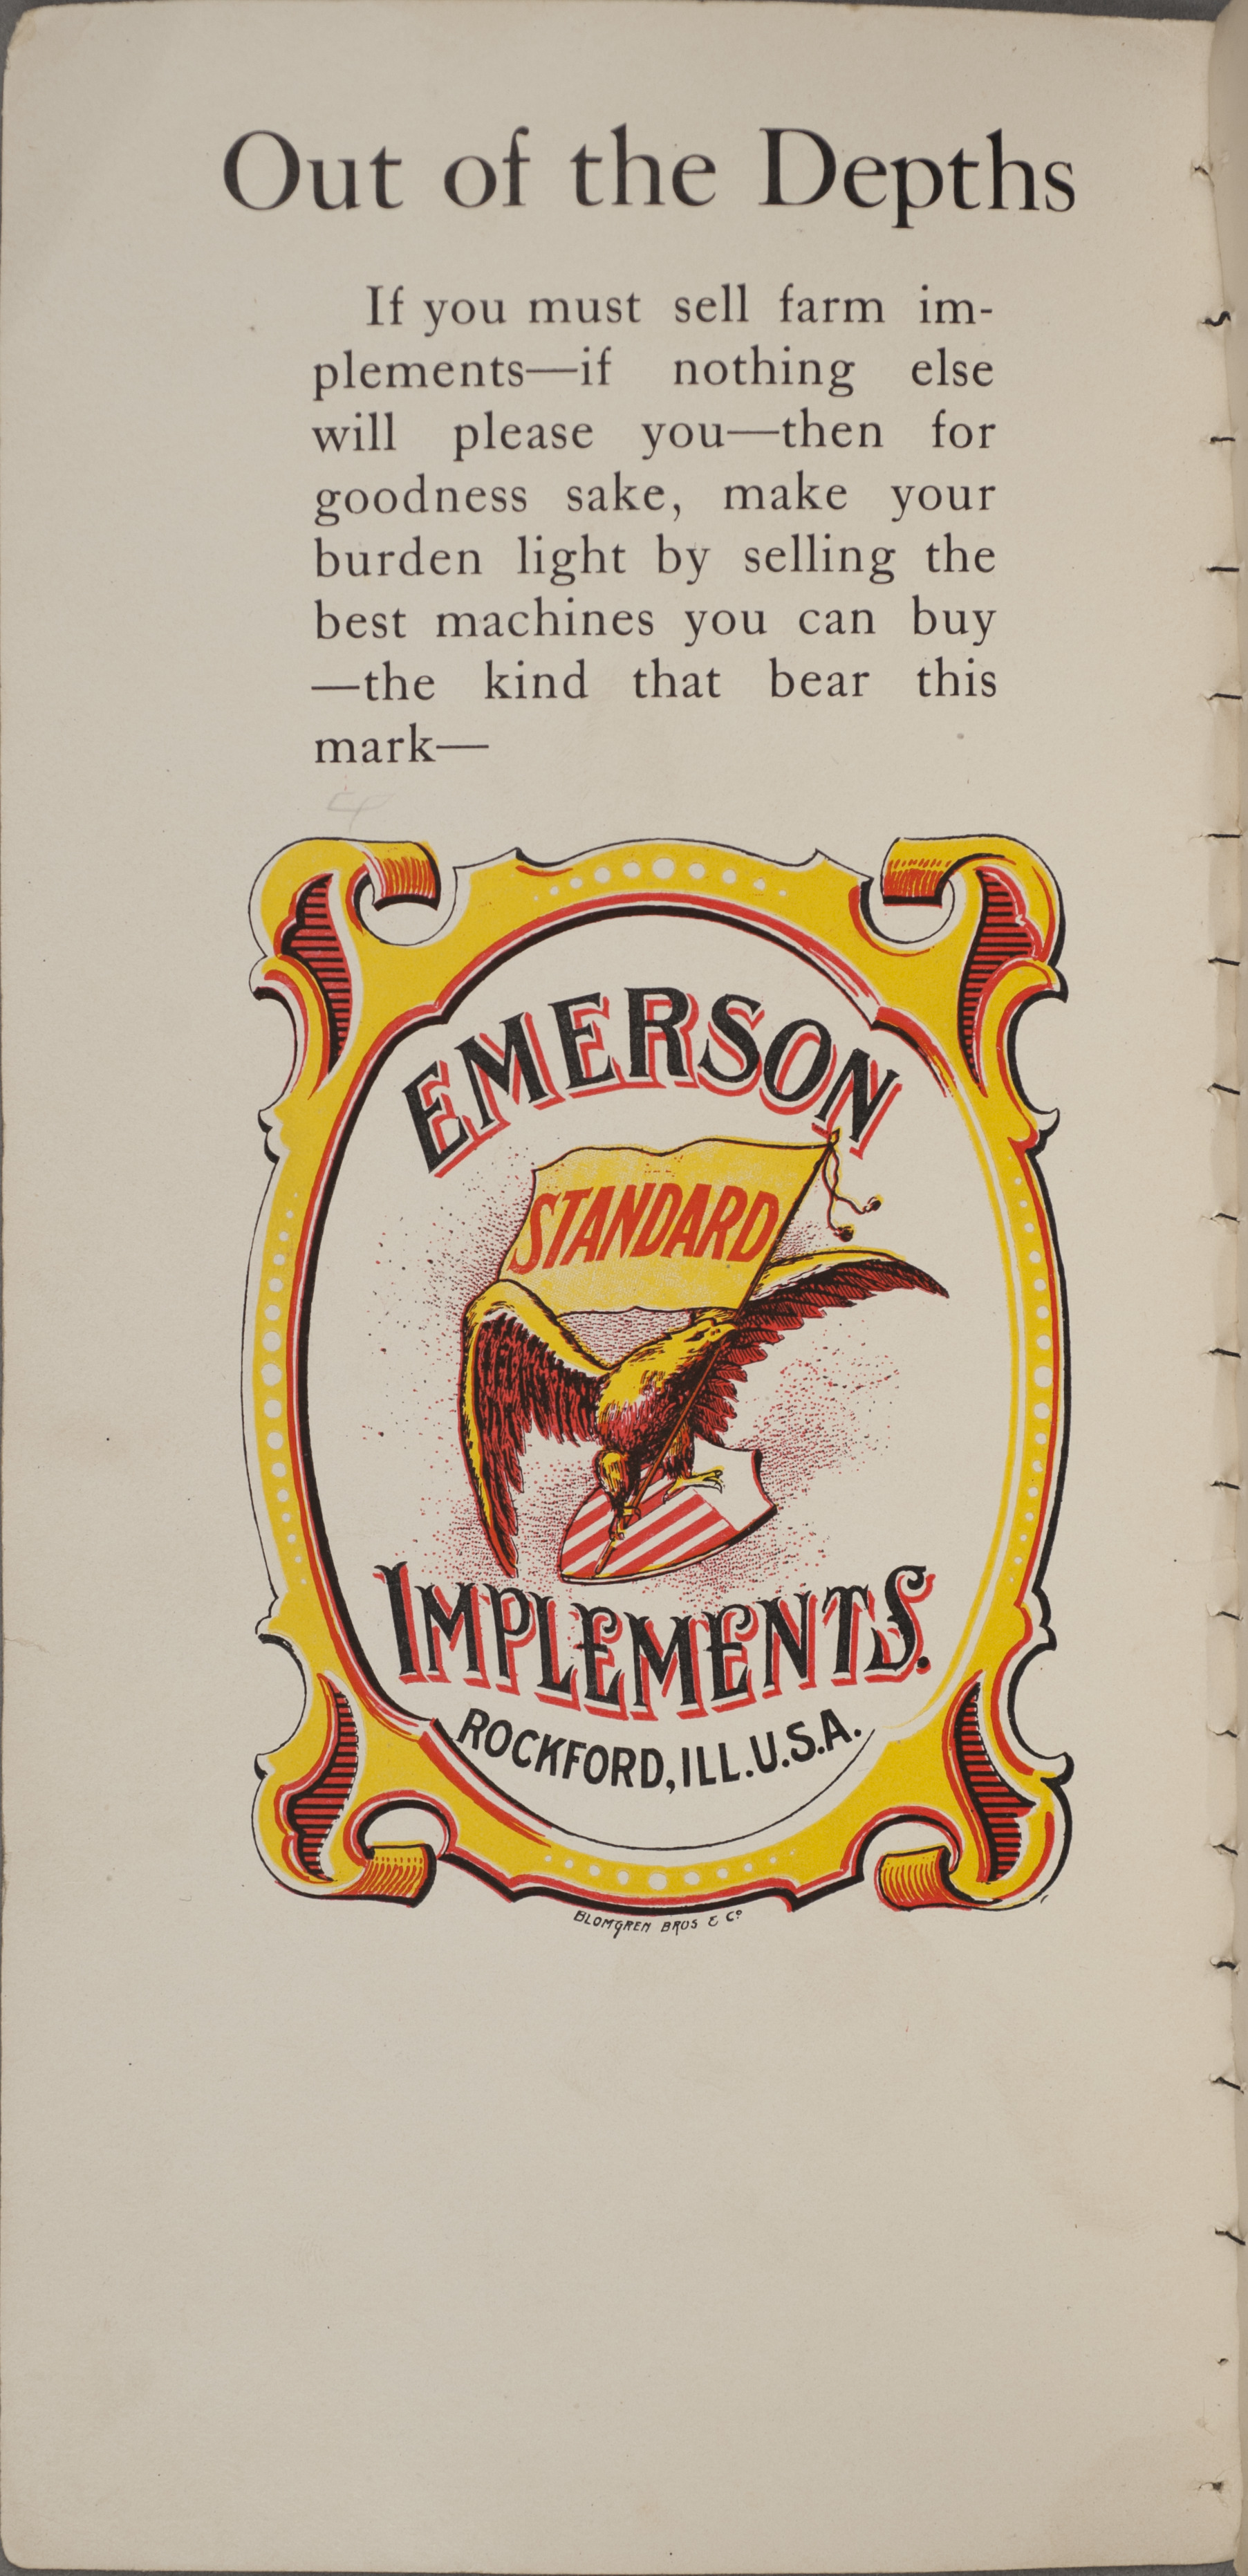 Out of the Depths
If you must sell farm im-
plements—if nothing else
will please you—then for
goodness sake, make your
burden light by selling the
best machines you can buy
—the kind that bear this
mark—
EMERSON
STANDARD
IMPLEMENTS.
ROCKFORD, ILL. U.S.A.
BLOMGREN BROS & Co